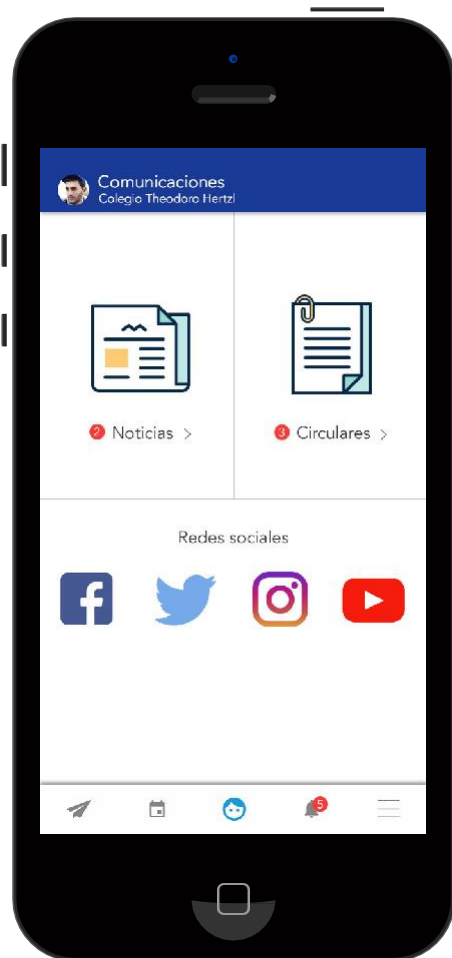 Comunicaciones
Colegio Theodoro Hertzl
2 Noticias >
3 Circulares >
Redes sociales
5